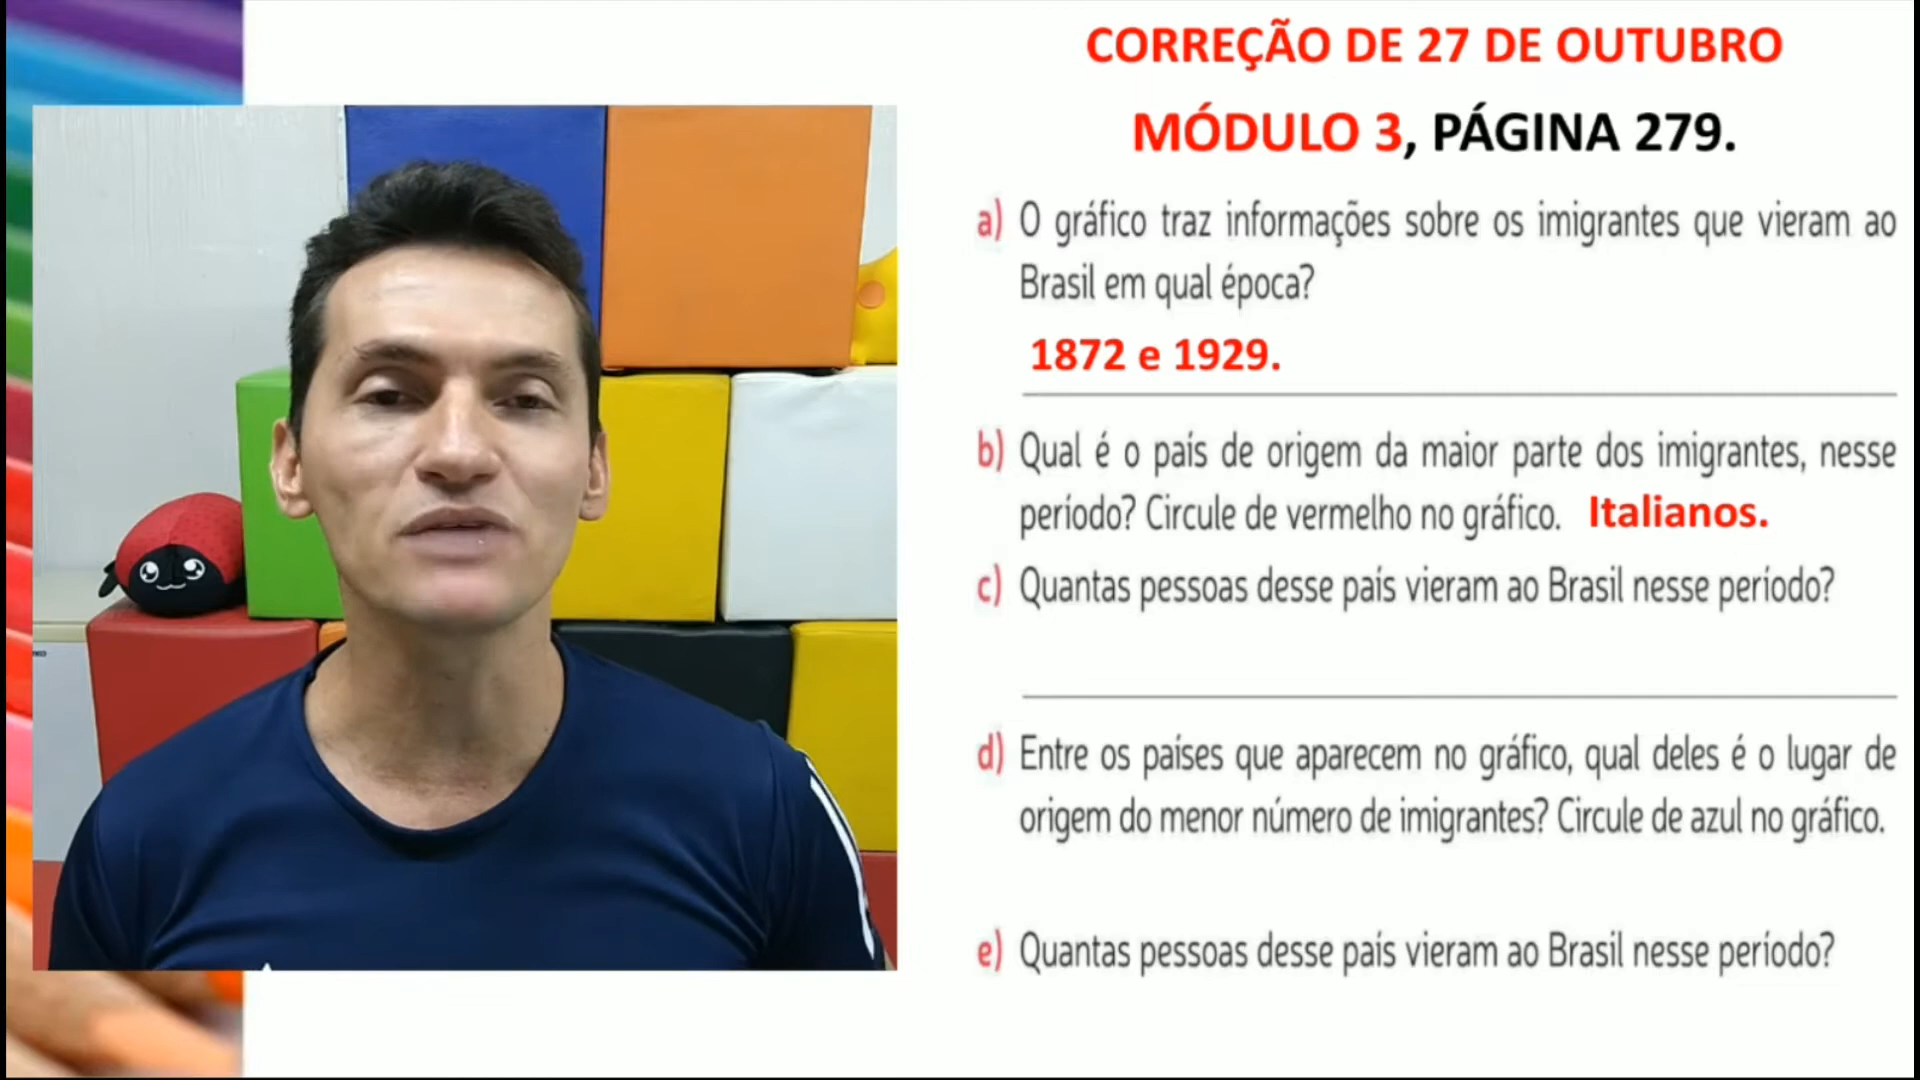 CORREÇÃO DE 27 DE OUTUBRO
MÓDULO 3, PÁGINA 279.
a) O gráfico traz informações sobre os imigrantes que vieram ao
Brasil em qual época?
1872 e 1929.
b) Qual é o país de origem da maior parte dos imigrantes, nesse
período? Circule de vermelho no gráfico. Italianos.
c) Quantas pessoas desse país vieram ao Brasil nesse período?
d) Entre os países que aparecem no gráfico, qual deles é o lugar de
origem do menor número de imigrantes? Circule de azul no gráfico.
e) Quantas pessoas desse país vieram ao Brasil nesse período?